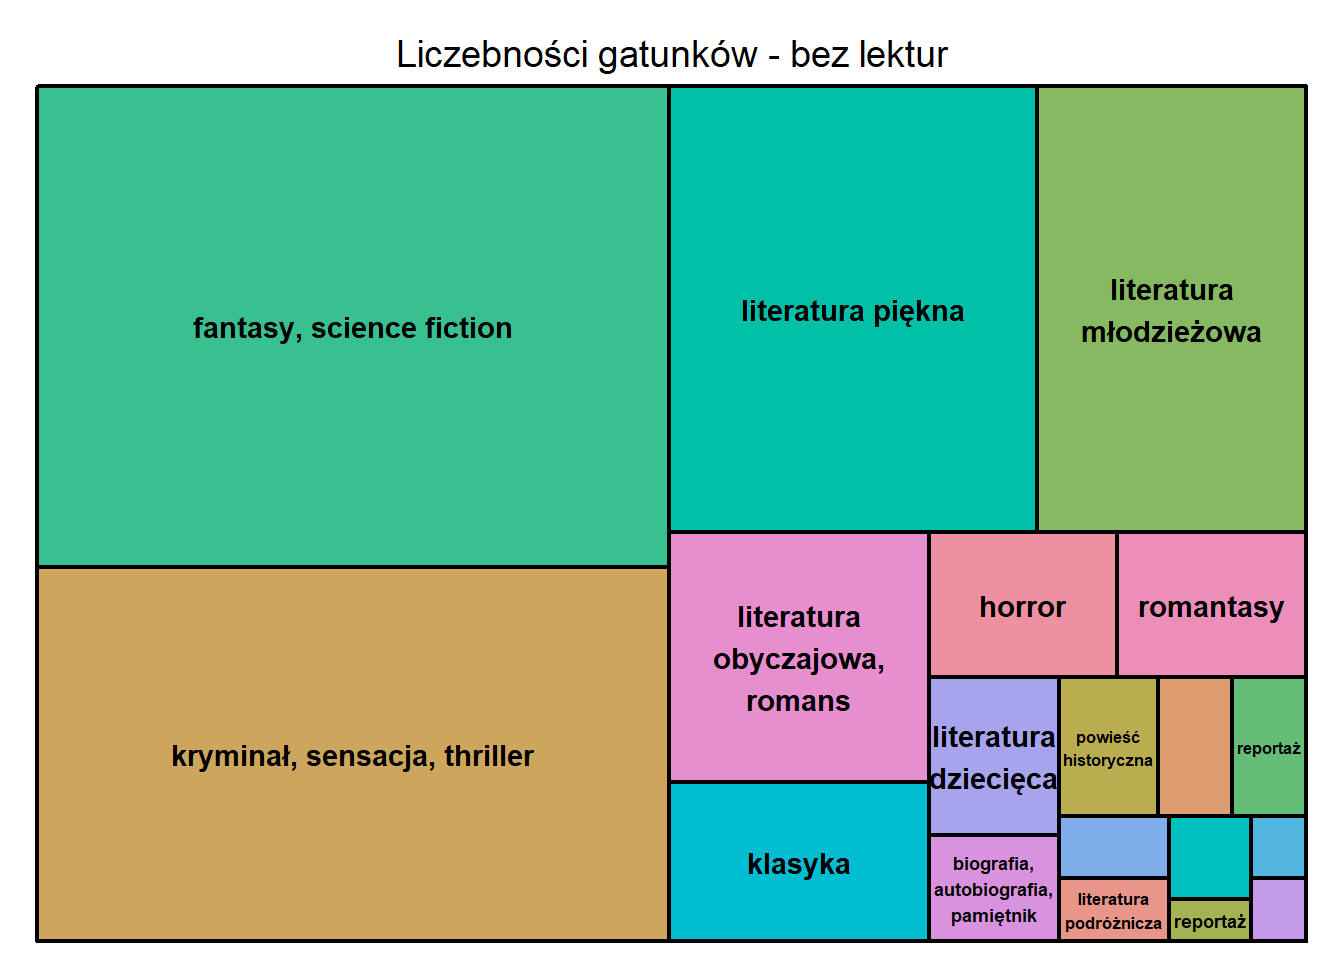 Liczebności gatunków - bez lektur
fantasy, science fiction
literatura piękna
literatura
młodzieżowa
kryminał, sensacja, thriller
literatura
obyczajowa,
romans
horror
romantasy
klasyka
literatura
dziecięca
powieść
historyczna
reportaż
biografia,
autobiografia,
pamiętnik
literatura
podróżnicza
reportaż